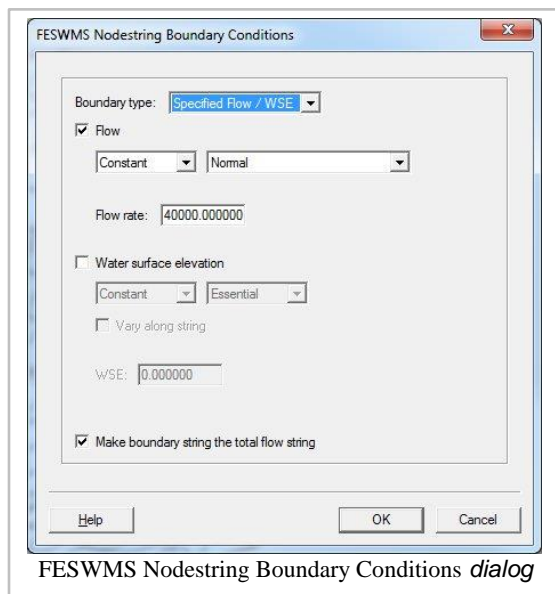 FESWMS Nodestring Boundary Conditions
Boundary type: Specified Flow / WSE
Flow
Constant Normal
Flow rate: 40000.000000
Water surface elevation
Constant Essential
Vary along string
WSE: 0.000000
Make boundary string the total flow string
Help OK Cancel
FESWMS Nodestring Boundary Conditions dialog